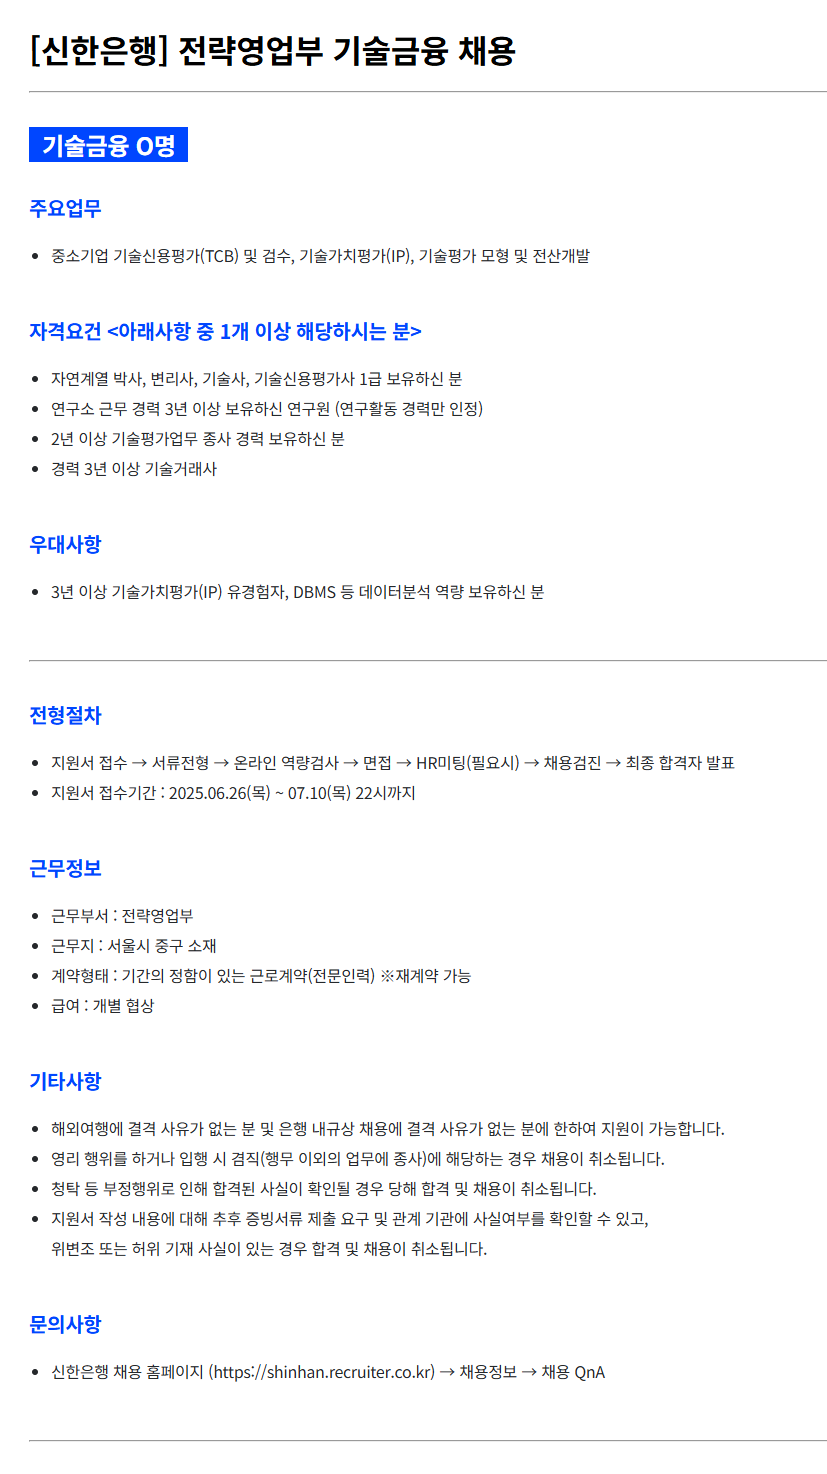 [신한은행] 전략영업부 기술금융 채용
기술금융 O명
주요업무
• 중소기업 기술신용평가(TCB) 및 검수, 기술가치평가(IP), 기술평가 모형 및 전산개발
자격요건 <아래사항 중 1개 이상 해당하시는 분>
• 자연계열 박사, 변리사, 기술사, 기술신용평가사 1급 보유하신 분
• 연구소 근무 경력 3년 이상 보유하신 연구원 (연구활동 경력만 인정)
• 2년 이상 기술평가업무 종사 경력 보유하신 분
• 경력 3년 이상 기술거래사
우대사항
• 3년 이상 기술가치평가(IP) 유경험자, DBMS 등 데이터분석 역량 보유하신 분
전형절차
• 지원서 접수 → 서류전형 → 온라인 역량검사 → 면접 → HR미팅(필요시) → 채용검진 → 최종 합격자 발표
• 지원서 접수기간 : 2025.06.26(목) ~ 07.10(목) 22시까지
근무정보
• 근무부서 : 전략영업부
• 근무지 : 서울시 중구 소재
• 계약형태 : 기간의 정함이 있는 근로계약(전문인력) ※재계약 가능
• 급여 : 개별 협상
기타사항
• 해외여행에 결격 사유가 없는 분 및 은행 내규상 채용에 결격 사유가 없는 분에 한하여 지원이 가능합니다.
• 영리 행위를 하거나 입행 시 겸직(행무 이외의 업무에 종사)에 해당하는 경우 채용이 취소됩니다.
• 청탁 등 부정행위로 인해 합격된 사실이 확인될 경우 당해 합격 및 채용이 취소됩니다.
• 지원서 작성 내용에 대해 추후 증빙서류 제출 요구 및 관계 기관에 사실여부를 확인할 수 있고,
위변조 또는 허위 기재 사실이 있는 경우 합격 및 채용이 취소됩니다.
문의사항
• 신한은행 채용 홈페이지 (https://shinhan.recruiter.co.kr) → 채용정보 → 채용 QnA